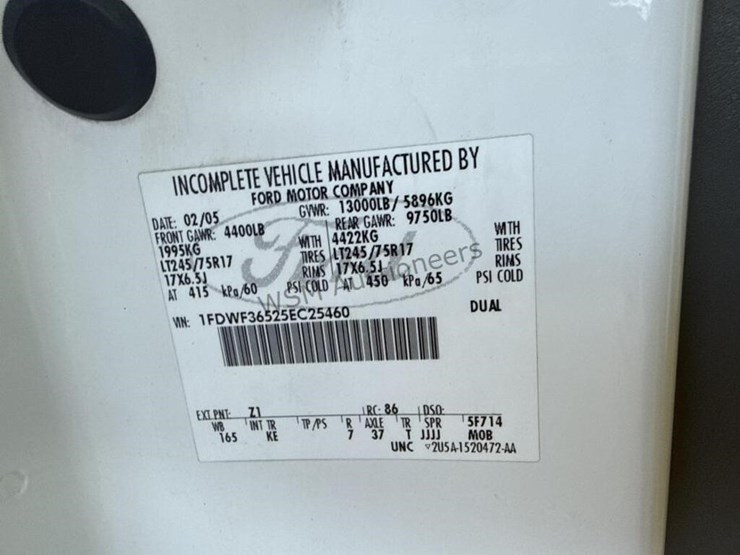 INCOMPLETE VEHICLE MANUFACTURED BY
FORD MOTOR COMPANY
DATE: 02/05 GVWR: 13000LB/ 5896KG
FRONT GAWR: 4400LB REAR GAWR: 9750LB
1995KG WITH 4422KG WITH
LT245/75R17 TIRES LT245/75R17 TIRES
17X6.5J RIMS 17X6.5J RIMS
AT 415 kPa/60 PSI COLD AT 450 kPa/65 PSI COLD
VIN: 1FDWF36525EC25460 DUAL
EXT PNT: Z1 RC: 86 DSO:
WB INT TR TP/PS R AXLE TR SPR 5F714
165 KE 7 37 T JJJJ MOB
UNC ▽2U5A-1520472-AA
Ford
WSM Auctioneers